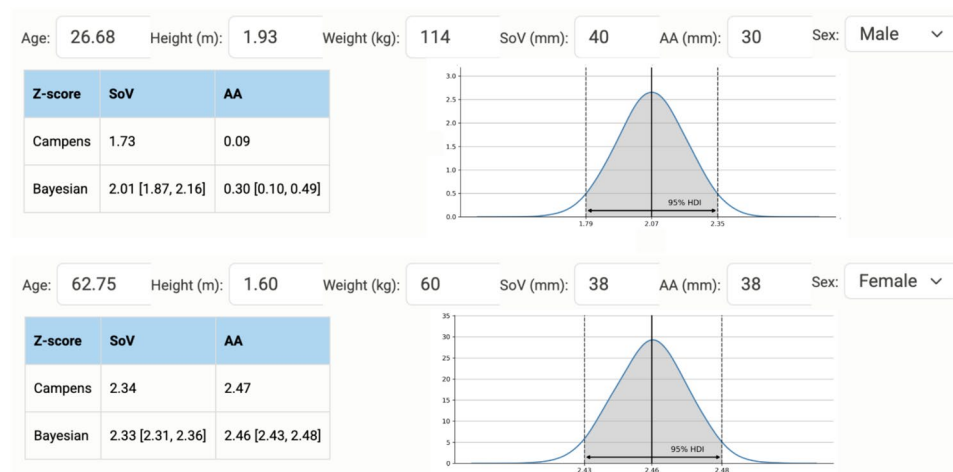 Age: 26.68 Height (m): 1.93 Weight (kg): 114 SoV (mm): 40 AA (mm): 30 Sex: Male
Z-score SoV AA
Campens 1.73 0.09
Bayesian 2.01 [1.87, 2.16] 0.30 [0.10, 0.49]
3.0
2.5
2.0
1.5
1.0
0.5
0.0
95% HDI
1.79 2.07 2.35
Age: 62.75 Height (m): 1.60 Weight (kg): 60 SoV (mm): 38 AA (mm): 38 Sex: Female
Z-score SoV AA
Campens 2.34 2.47
Bayesian 2.33 [2.31, 2.36] 2.46 [2.43, 2.48]
35
30
25
20
15
10
5
0
95% HDI
2.43 2.46 2.48